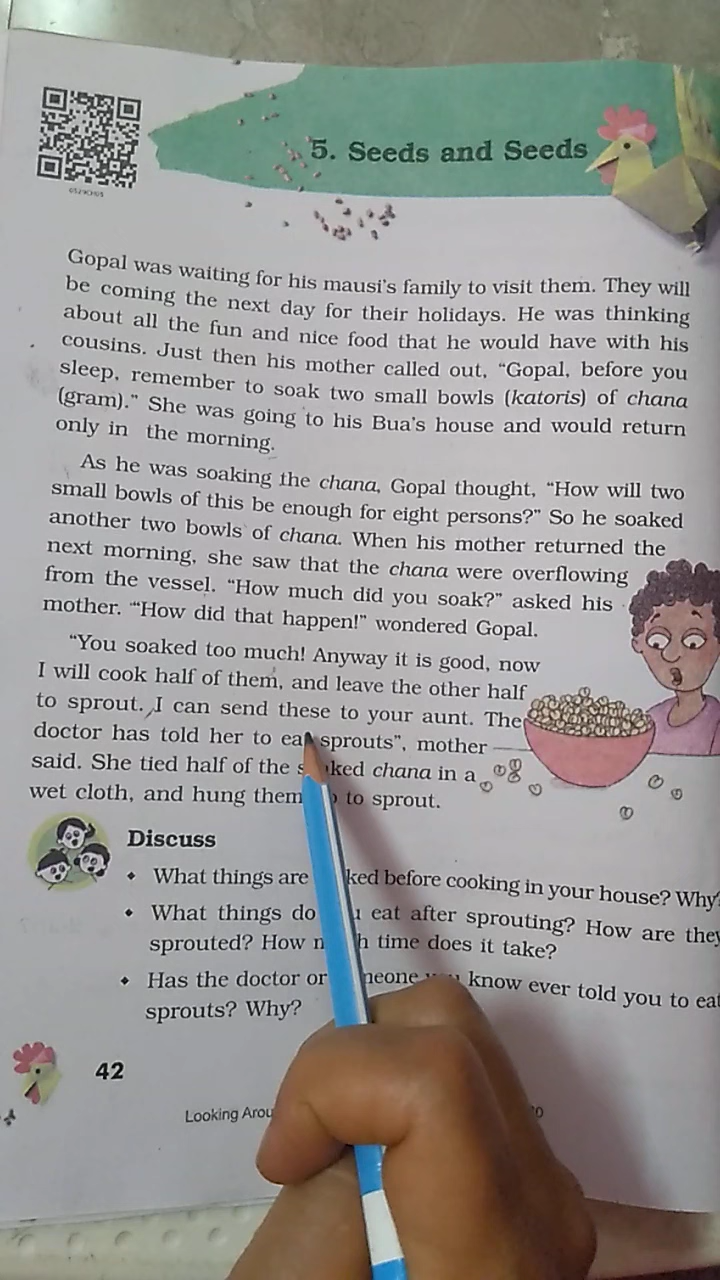 5. Seeds and Seeds
Gopal was waiting for his mausi's family to visit them. They will
be coming the next day for their holidays. He was thinking
about all the fun and nice food that he would have with his
cousins. Just then his mother called out, "Gopal, before you
sleep, remember to soak two small bowls (katoris) of chana
(gram)." She was going to his Bua's house and would return
only in the morning.
As he was soaking the chana, Gopal thought, "How will two
small bowls of this be enough for eight persons?" So he soaked
another two bowls of chana. When his mother returned the
next morning, she saw that the chana were overflowing
from the vessel. "How much did you soak?" asked his
mother. "How did that happen!" wondered Gopal.
"You soaked too much! Anyway it is good, now
I will cook half of them, and leave the other half
to sprout. I can send these to your aunt. The
doctor has told her to eat sprouts", mother
said. She tied half of the soaked chana in a
wet cloth, and hung them to sprout.
Discuss
• What things are ked before cooking in your house? Why?
• What things do eat after sprouting? How are they
sprouted? How much time does it take?
• Has the doctor or someone you know ever told you to eat
sprouts? Why?
42
Looking Arou